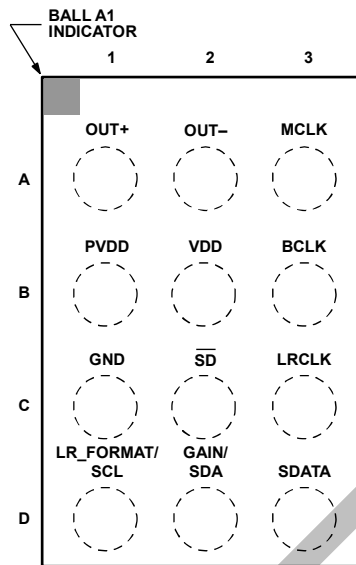 BALL A1
INDICATOR
1 2 3
OUT+ OUT– MCLK
A
PVDD VDD BCLK
B
GND SD LRCLK
C
LR_FORMAT/ GAIN/
SCL SDA SDATA
D